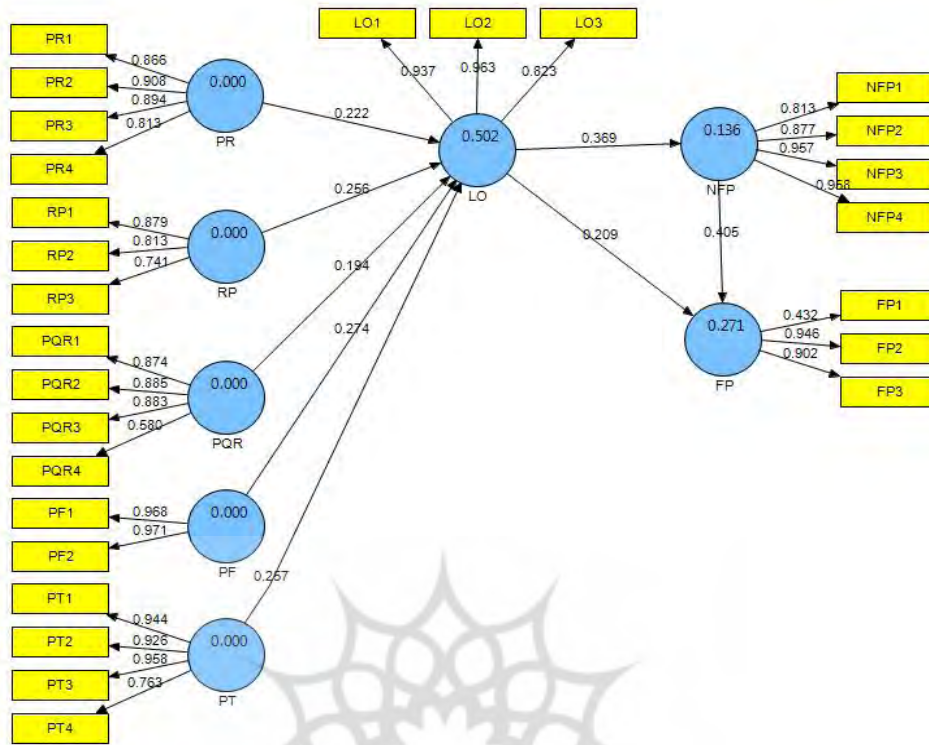 LO1
LO2
LO3
PR1
PR2
PR3
PR4
0.866
0.908
0.894
0.813
0.000
PR
0.222
0.937
0.963
0.823
0.502
LO
0.369
0.136
NFP
0.813
0.877
0.957
0.958
NFP1
NFP2
NFP3
NFP4
RP1
RP2
RP3
0.879
0.813
0.741
0.000
RP
0.256
0.209
0.405
0.194
0.271
FP
0.432
0.946
0.902
FP1
FP2
FP3
PQR1
PQR2
PQR3
PQR4
0.874
0.885
0.883
0.580
0.000
PQR
0.274
PF1
PF2
0.968
0.971
0.000
PF
0.257
PT1
PT2
PT3
PT4
0.944
0.926
0.958
0.763
0.000
PT